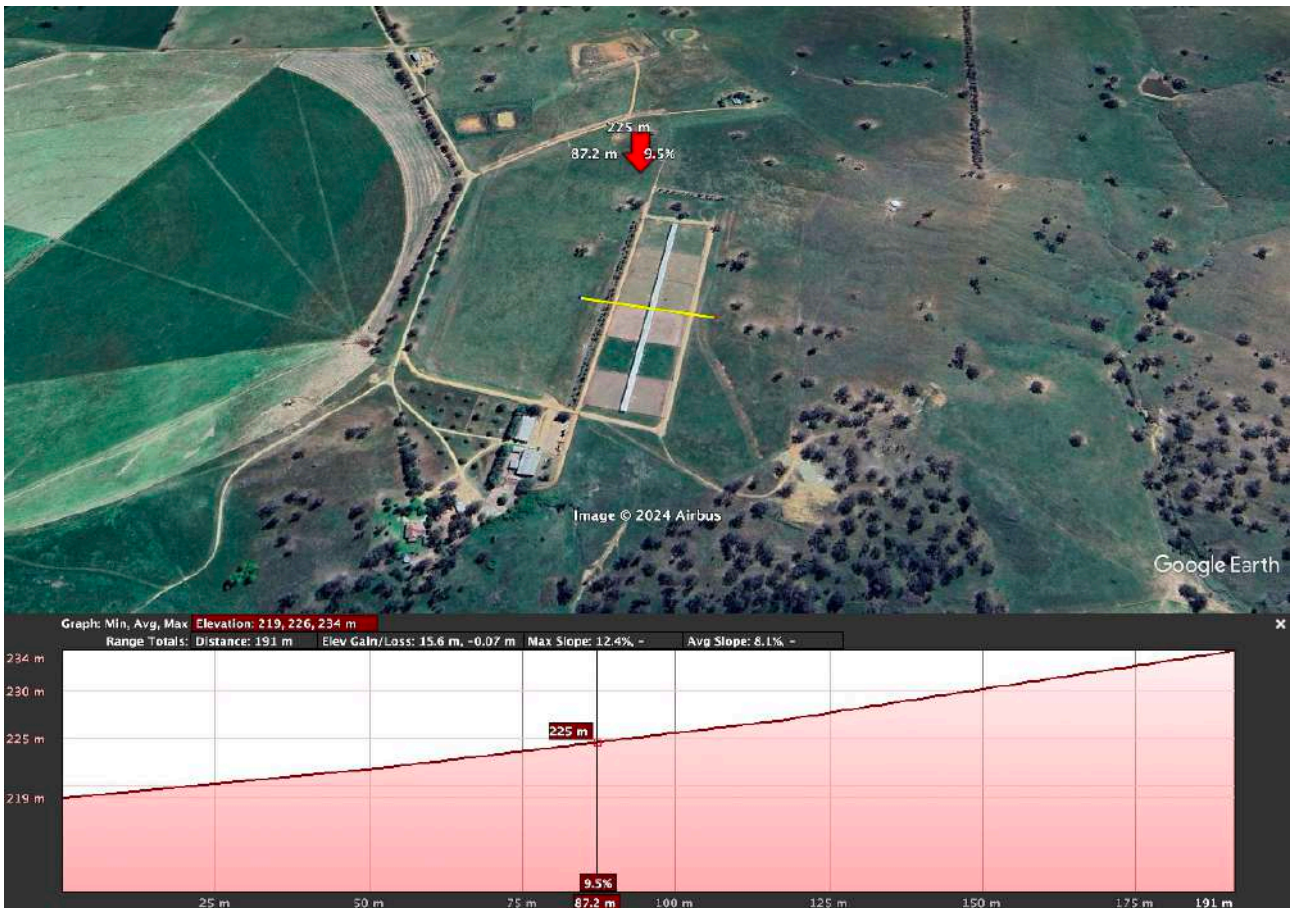 225 m
87.2 m 9.5%
Image © 2024 Airbus
Google Earth
Graph: Min, Avg, Max Elevation: 219, 226, 234 m
Range Totals: Distance: 191 m Elev Gain/Loss: 15.6 m, -0.07 m Max Slope: 12.4%, - Avg Slope: 8.1%, -
234 m
230 m
225 m
225 m
219 m
9.5%
25 m 50 m 75 m 87.2 m 100 m 125 m 150 m 175 m 191 m